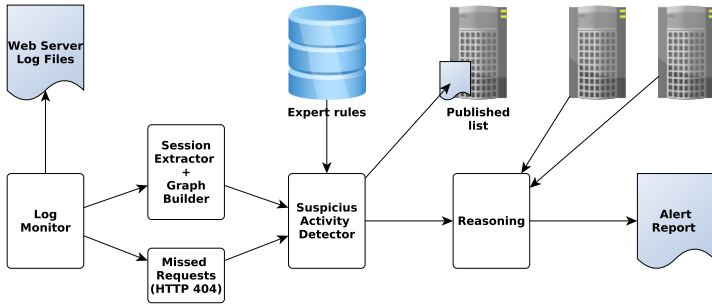 Web Server
Log Files
Expert rules
Published
list
Session
Extractor
+
Graph
Builder
Log
Monitor
Suspicius
Activity
Detector
Reasoning
Alert
Report
Missed
Requests
(HTTP 404)